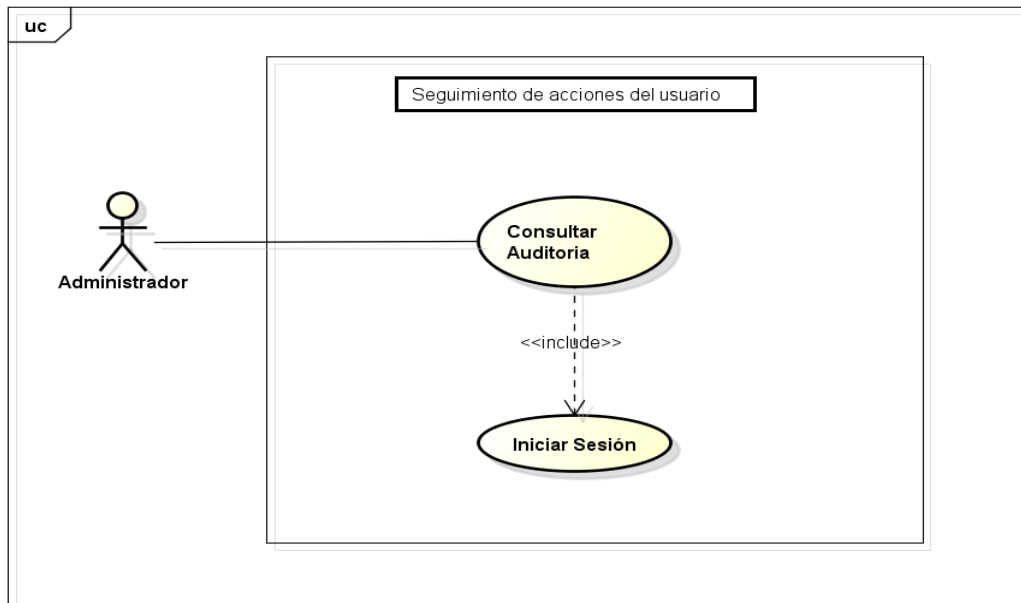 uc
Seguimiento de acciones del usuario
Consultar
Auditoria
Administrador
<<include>>
Iniciar Sesión